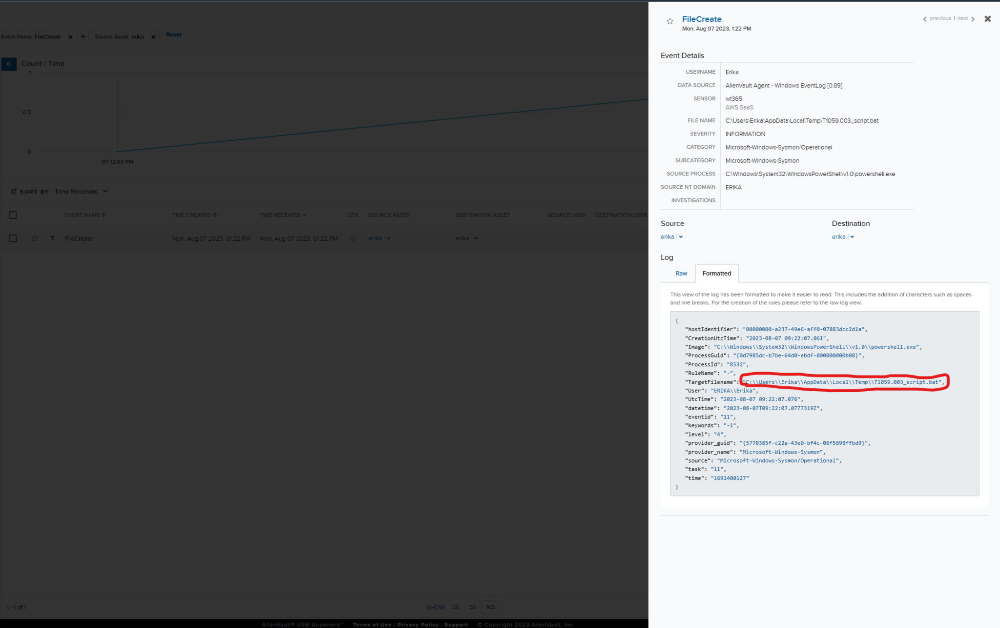 Event Name: FileCreate × + Source Asset: erika × Reset
Count / Time
1
0.5
0
07, 12:00 PM
SORT BY: Time Received
EVENT NAME TIME CREATED TIME RECEIVED OTX SOURCE ASSET DESTINATION ASSET SOURCE USER DESTINATION USER
FileCreate Mon, Aug 07 2023, 01:22 PM Mon, Aug 07 2023, 01:22 PM erika erika
1 - 1 of 1
SHOW: 20 50 100
AlienVault® USM Anywhere™ Terms of Use | Privacy Policy | Support © Copyright 2023 AlienVault, Inc
FileCreate
Mon, Aug 07 2023, 1:22 PM
previous | next
Event Details
USERNAME Erika
DATA SOURCE AlienVault Agent - Windows EventLog [0.89]
SENSOR wt365
AWS SaaS
FILE NAME C:\Users\Erika\AppData\Local\Temp\T1059.003_script.bat
SEVERITY INFORMATION
CATEGORY Microsoft-Windows-Sysmon/Operational
SUBCATEGORY Microsoft-Windows-Sysmon
SOURCE PROCESS C:\Windows\System32\WindowsPowerShell\v1.0\powershell.exe
SOURCE NT DOMAIN ERIKA
INVESTIGATIONS
Source Destination
erika erika
Log
Raw Formatted
This view of the log has been formatted to make it easier to read. This includes the addition of characters such as spaces
and line breaks. For the creation of the rules please refer to the raw log view.
{
"hostIdentifier": "00000000-a237-49e6-aff0-07883dcc2d1a",
"CreationUtcTime": "2023-08-07 09:22:07.061",
"Image": "C:\\Windows\\System32\\WindowsPowerShell\\v1.0\\powershell.exe",
"ProcessGuid": "{0d7985dc-b7be-64d0-ebdf-000000000b00}",
"ProcessId": "8532",
"RuleName": "-",
"TargetFilename": "C:\\Users\\Erika\\AppData\\Local\\Temp\\T1059.003_script.bat",
"User": "ERIKA\\Erika",
"UtcTime": "2023-08-07 09:22:07.076",
"datetime": "2023-08-07T09:22:07.0777319Z",
"eventid": "11",
"keywords": "-1",
"level": "4",
"provider_guid": "{5770385f-c22a-43e0-bf4c-06f5698ffbd9}",
"provider_name": "Microsoft-Windows-Sysmon",
"source": "Microsoft-Windows-Sysmon/Operational",
"task": "11",
"time": "1691400127"
}